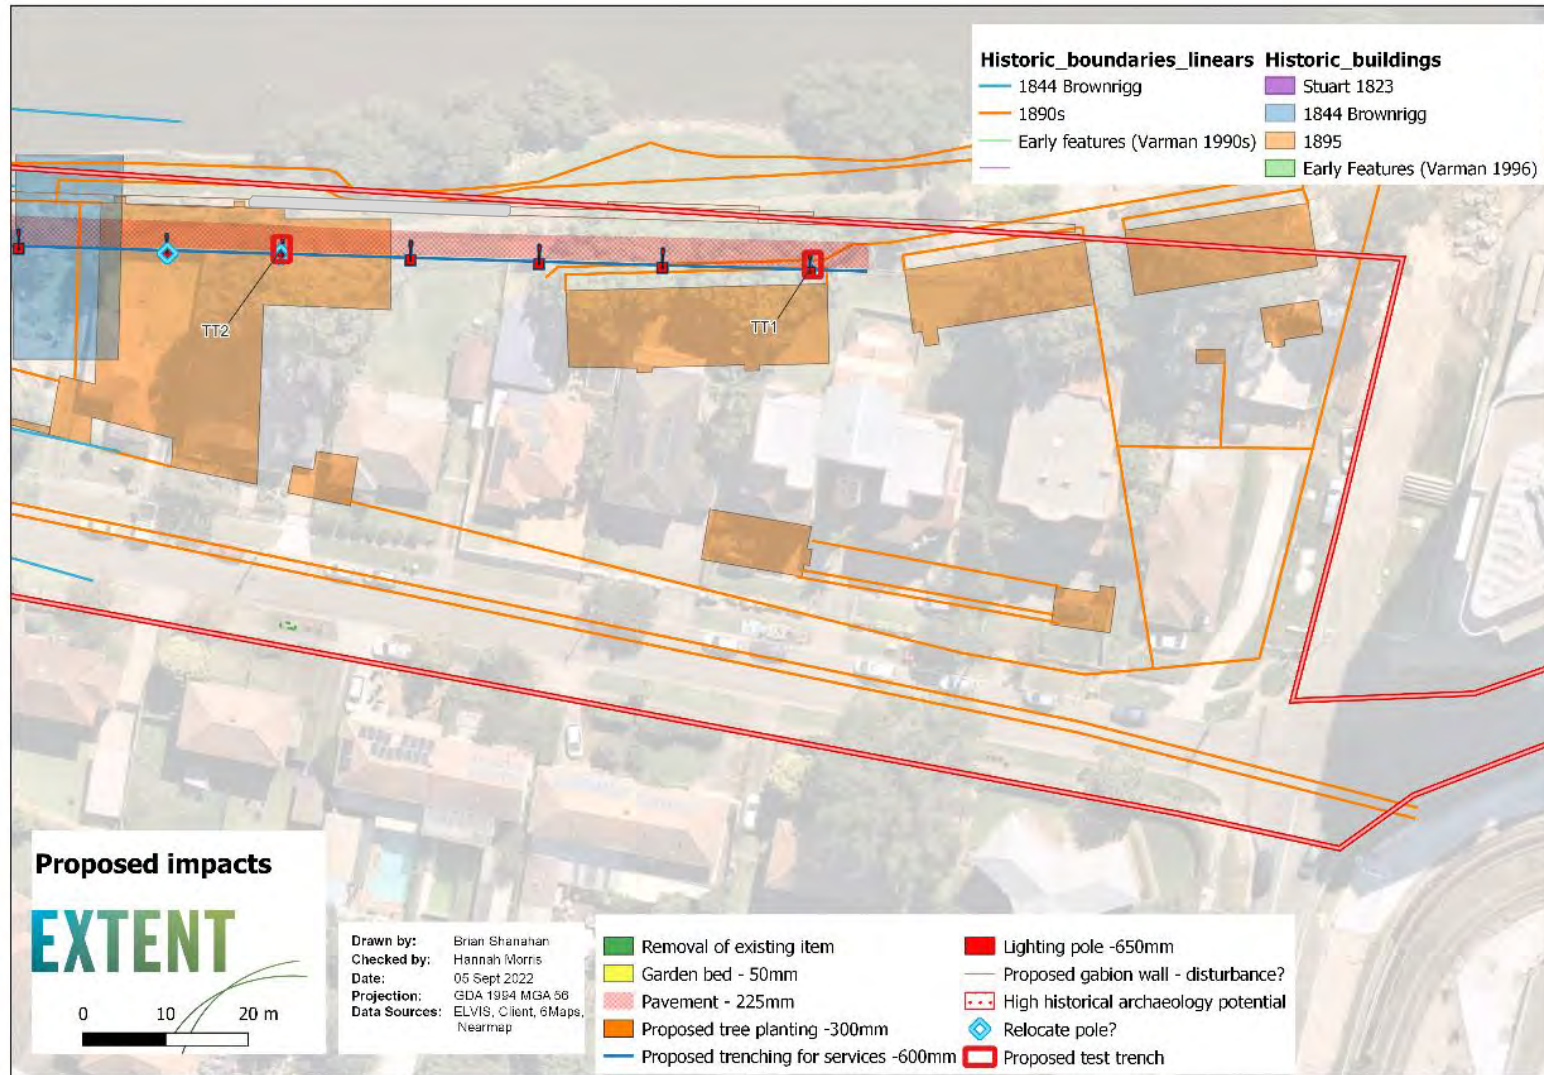 Historic_boundaries_linears
1844 Brownrigg
1890s
Early features (Varman 1990s)
Historic_buildings
Stuart 1823
1844 Brownrigg
1895
Early Features (Varman 1996)
TT2
TT1
Proposed impacts
EXTENT
0 10 20 m
Drawn by: Brian Shanahan
Checked by: Hannah Morris
Date: 05 Sept 2022
Projection: GDA 1994 MGA 56
Data Sources: ELVIS, Client, 6Maps,
Nearmap
Removal of existing item
Garden bed - 50mm
Pavement - 225mm
Proposed tree planting -300mm
Proposed trenching for services -600mm
Lighting pole -650mm
Proposed gabion wall - disturbance?
High historical archaeology potential
Relocate pole?
Proposed test trench